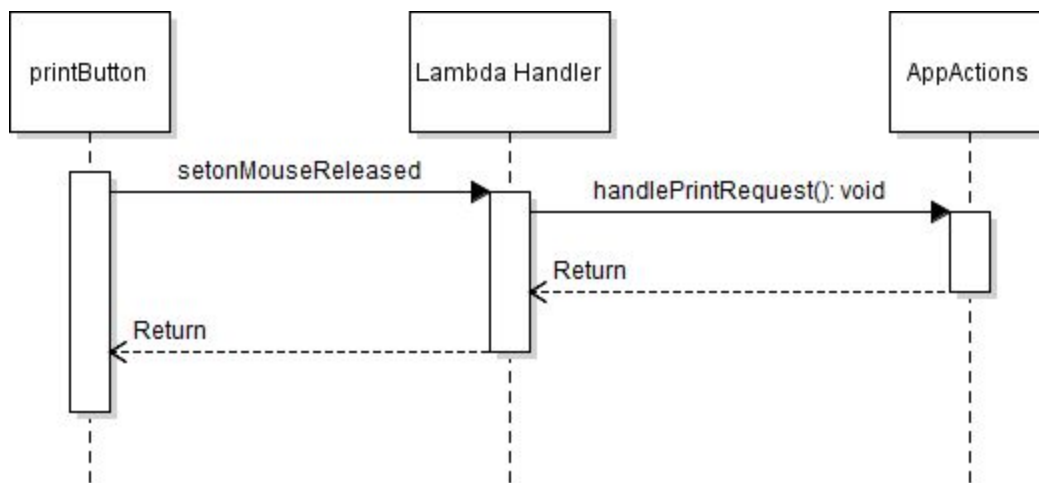 printButton
Lambda Handler
AppActions
setonMouseReleased
handlePrintRequest(): void
Return
Return